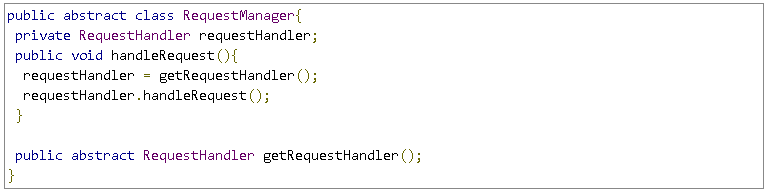 public abstract class RequestManager{
 private RequestHandler requestHandler;
 public void handleRequest(){
  requestHandler = getRequestHandler();
  requestHandler.handleRequest();
 }

 public abstract RequestHandler getRequestHandler();
}